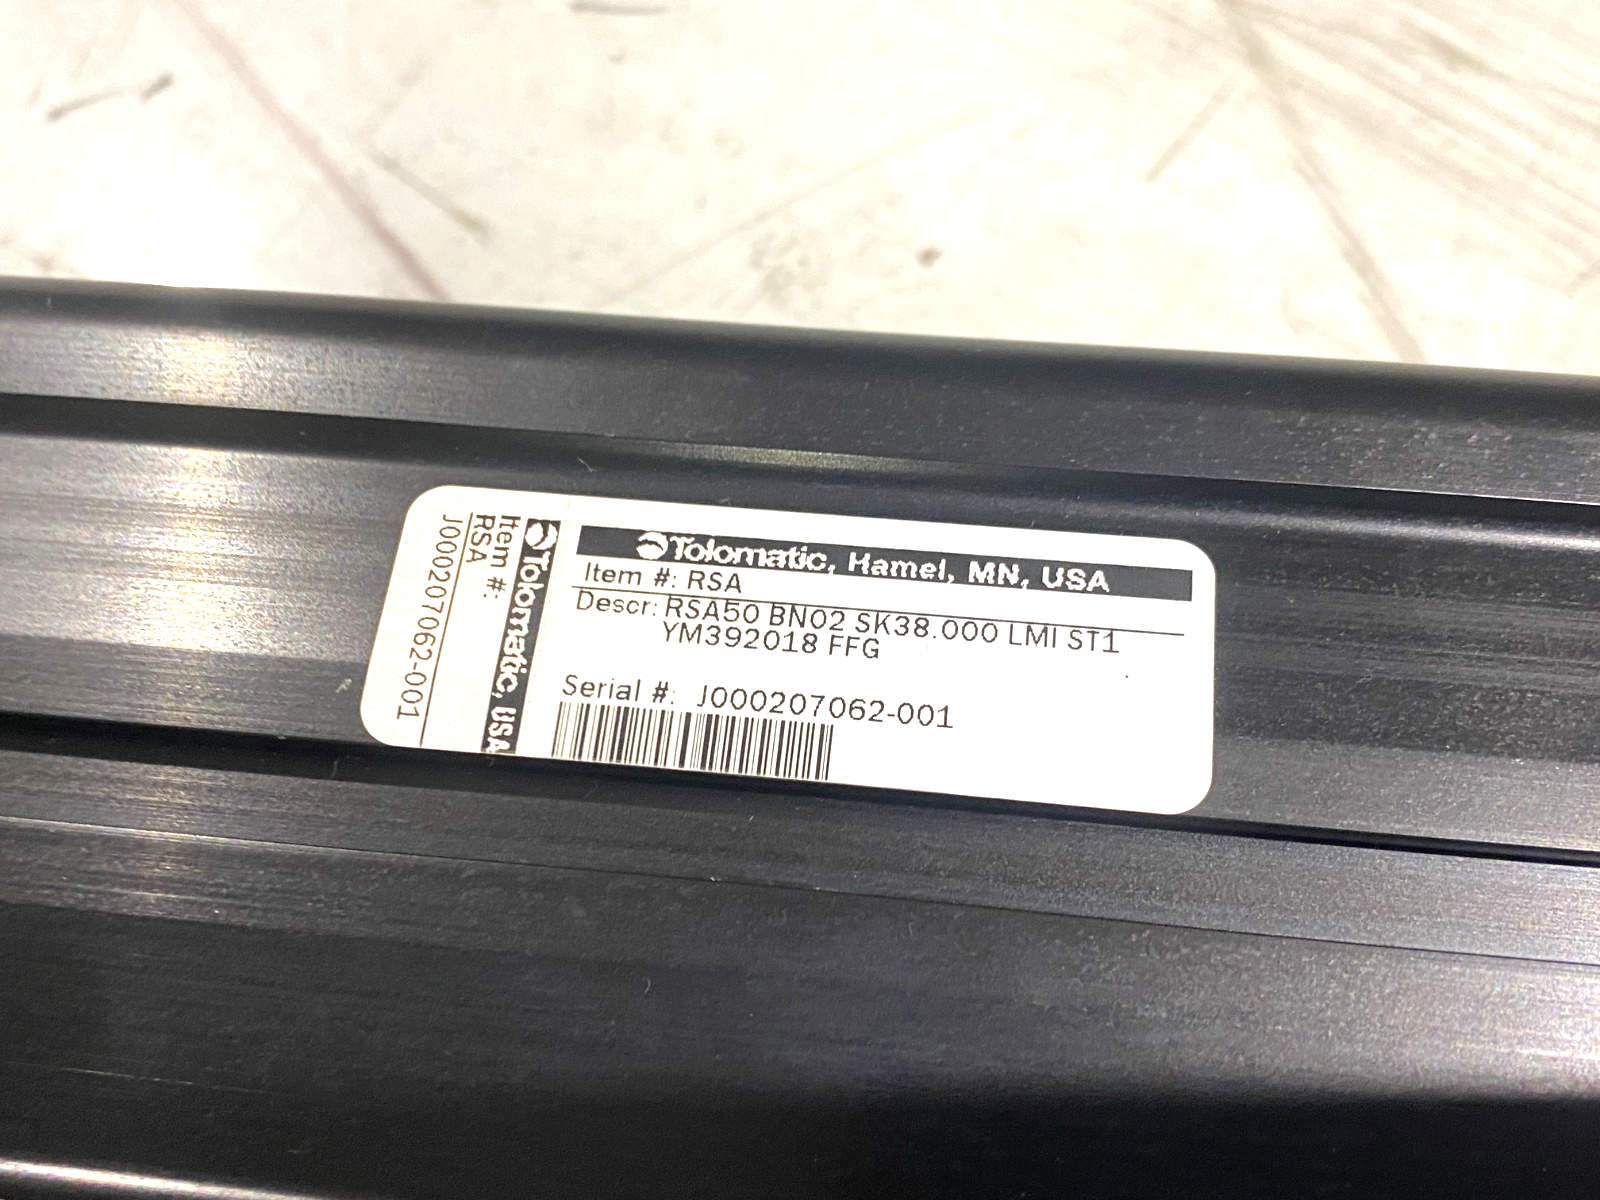 Tolomatic, Hamel, MN, USA
Item #: RSA
Descr: RSA50 BN02 SK38.000 LMI ST1
YM392018 FFG
Serial #: J000207062-001
Tolomatic, USA
Item #:
RSA
J000207062-001